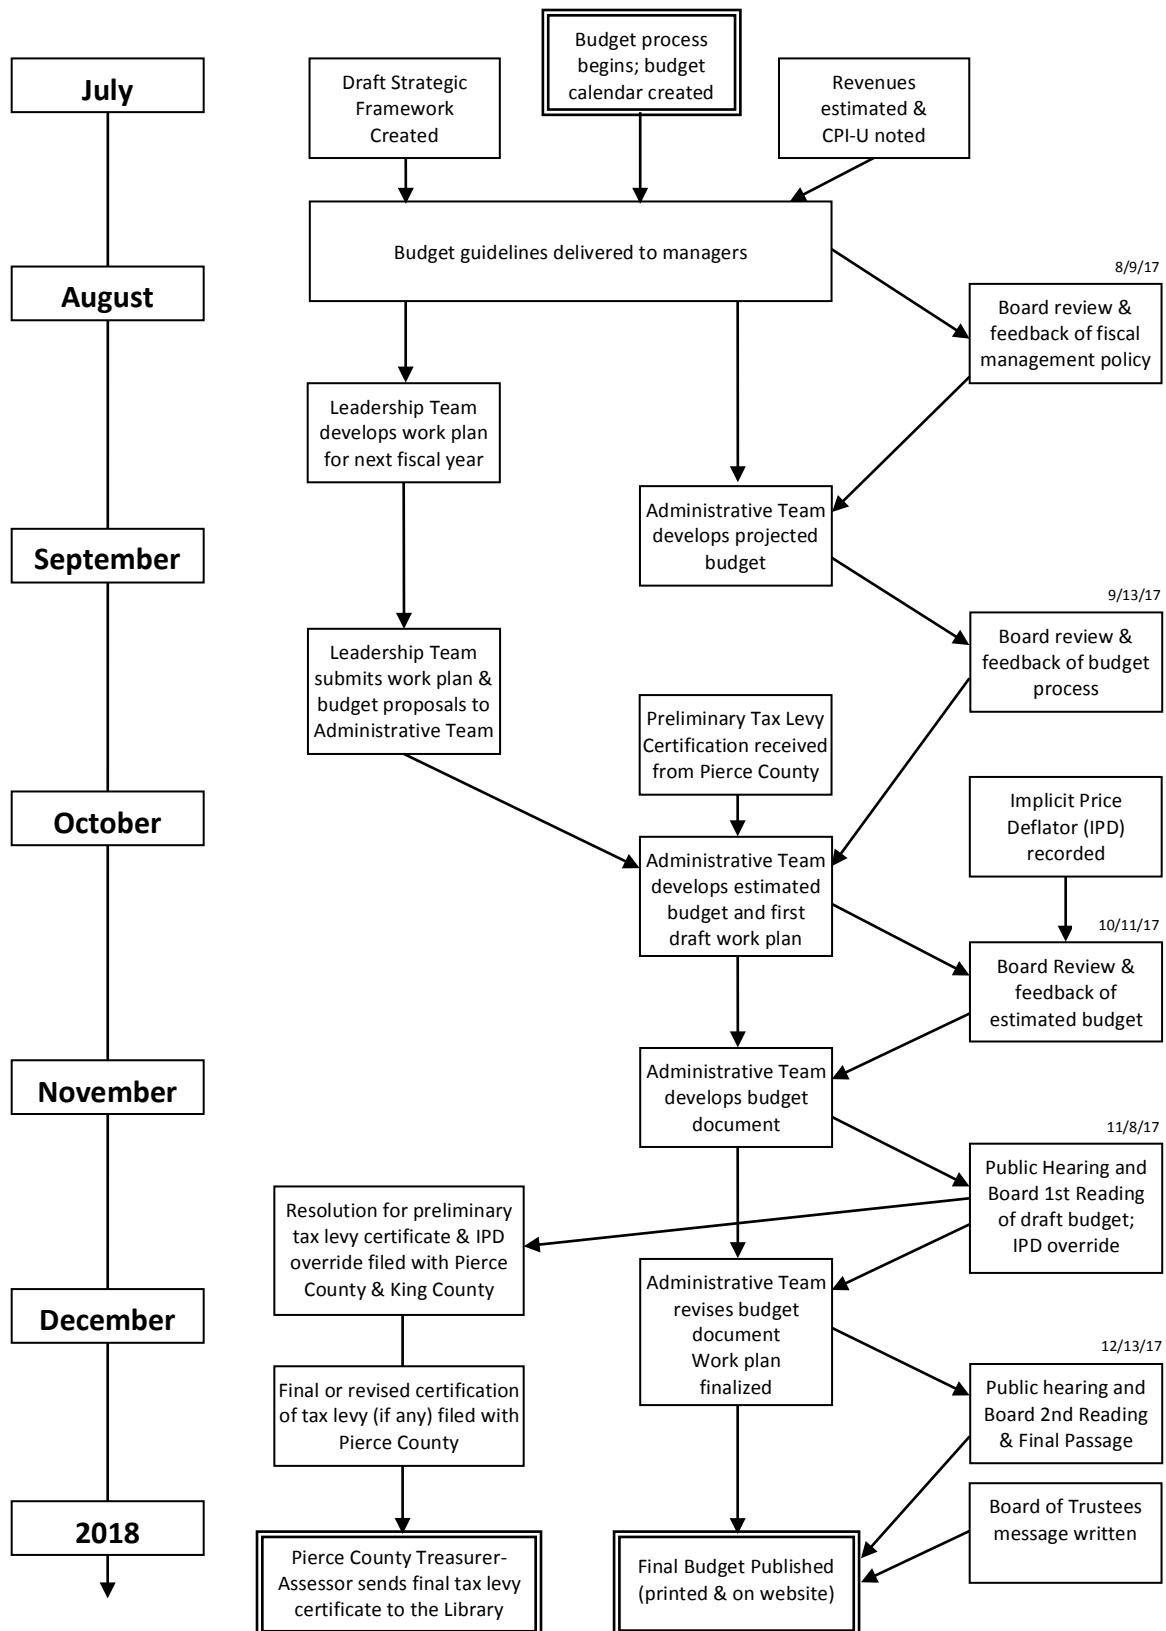 July
Draft Strategic
Framework
Created
Budget process
begins; budget
calendar created
Revenues
estimated &
CPI-U noted
Budget guidelines delivered to managers
August
8/9/17
Board review &
feedback of fiscal
management policy
Leadership Team
develops work plan
for next fiscal year
Administrative Team
develops projected
budget
September
9/13/17
Board review &
feedback of budget
process
Leadership Team
submits work plan &
budget proposals to
Administrative Team
Preliminary Tax Levy
Certification received
from Pierce County
October
Implicit Price
Deflator (IPD)
recorded
Administrative Team
develops estimated
budget and first
draft work plan
10/11/17
Board Review &
feedback of
estimated budget
November
Administrative Team
develops budget
document
11/8/17
Public Hearing and
Board 1st Reading
of draft budget;
IPD override
Resolution for preliminary
tax levy certificate & IPD
override filed with Pierce
County & King County
December
Administrative Team
revises budget
document
Work plan
finalized
12/13/17
Public hearing and
Board 2nd Reading
& Final Passage
Final or revised certification
of tax levy (if any) filed with
Pierce County
2018
Board of Trustees
message written
Pierce County Treasurer-
Assessor sends final tax levy
certificate to the Library
Final Budget Published
(printed & on website)